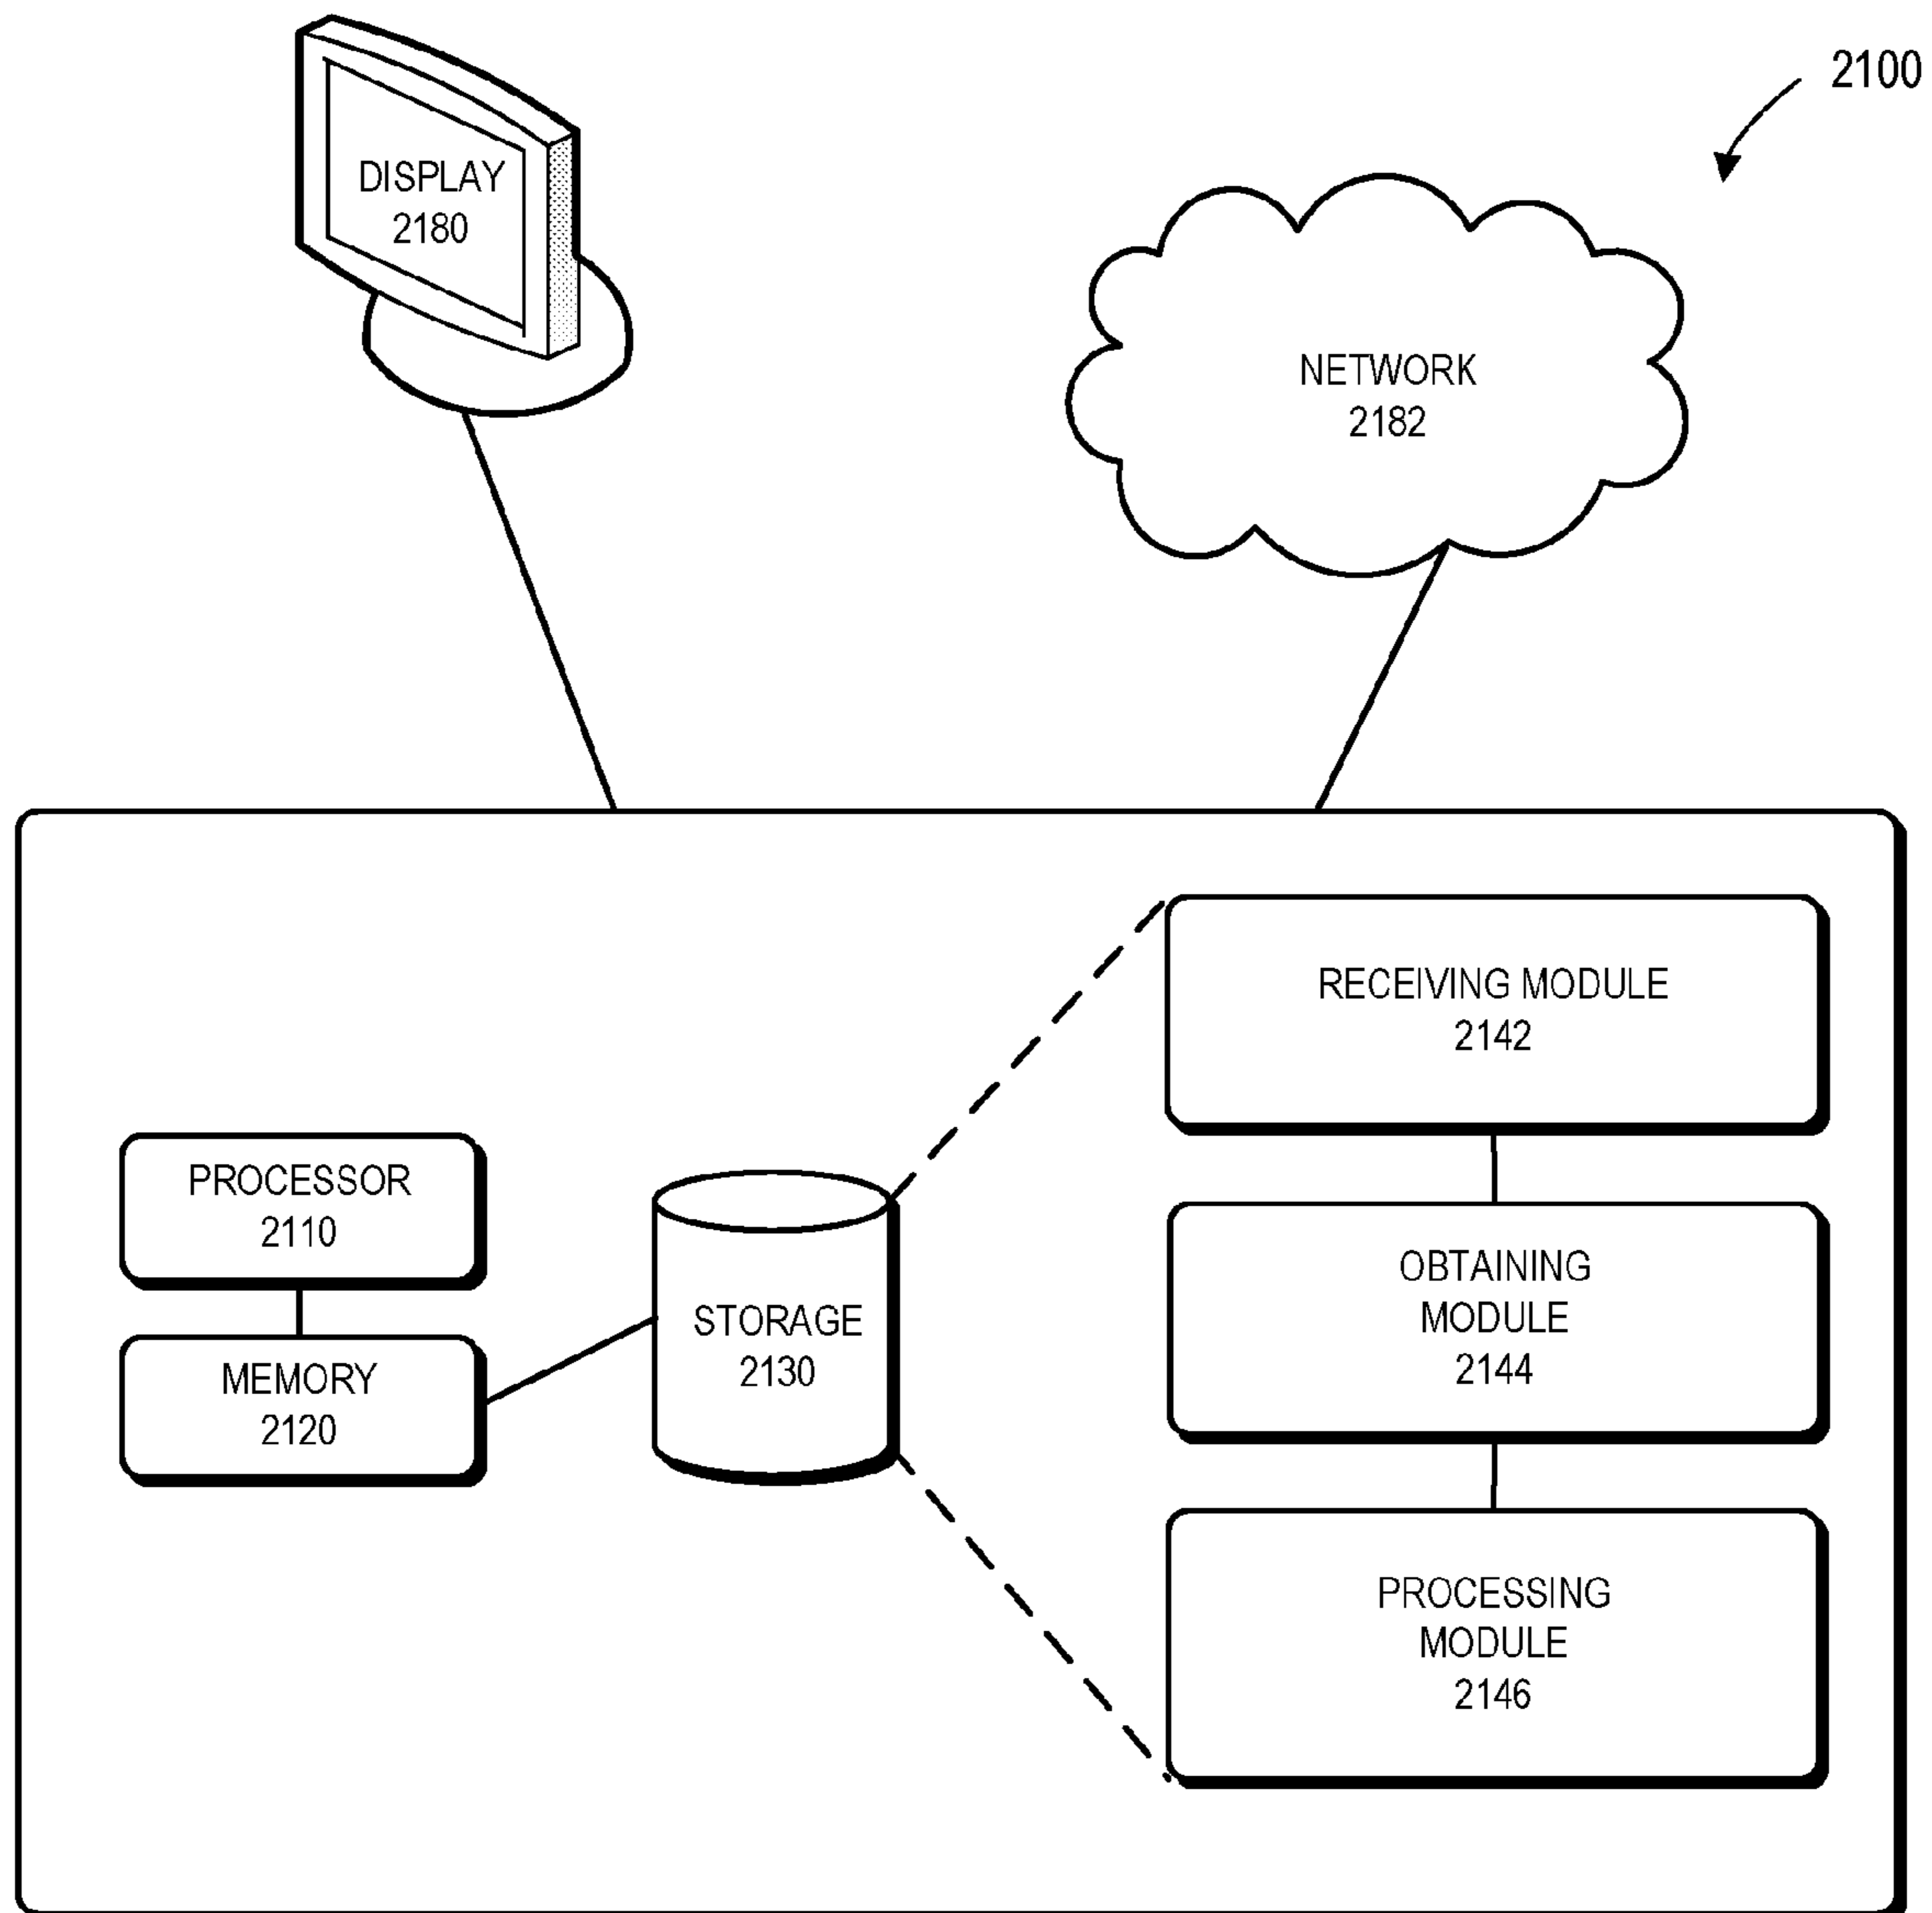 2100
DISPLAY
2180
NETWORK
2182
RECEIVING MODULE
2142
PROCESSOR
2110
MEMORY
2120
STORAGE
2130
OBTAINING
MODULE
2144
PROCESSING
MODULE
2146